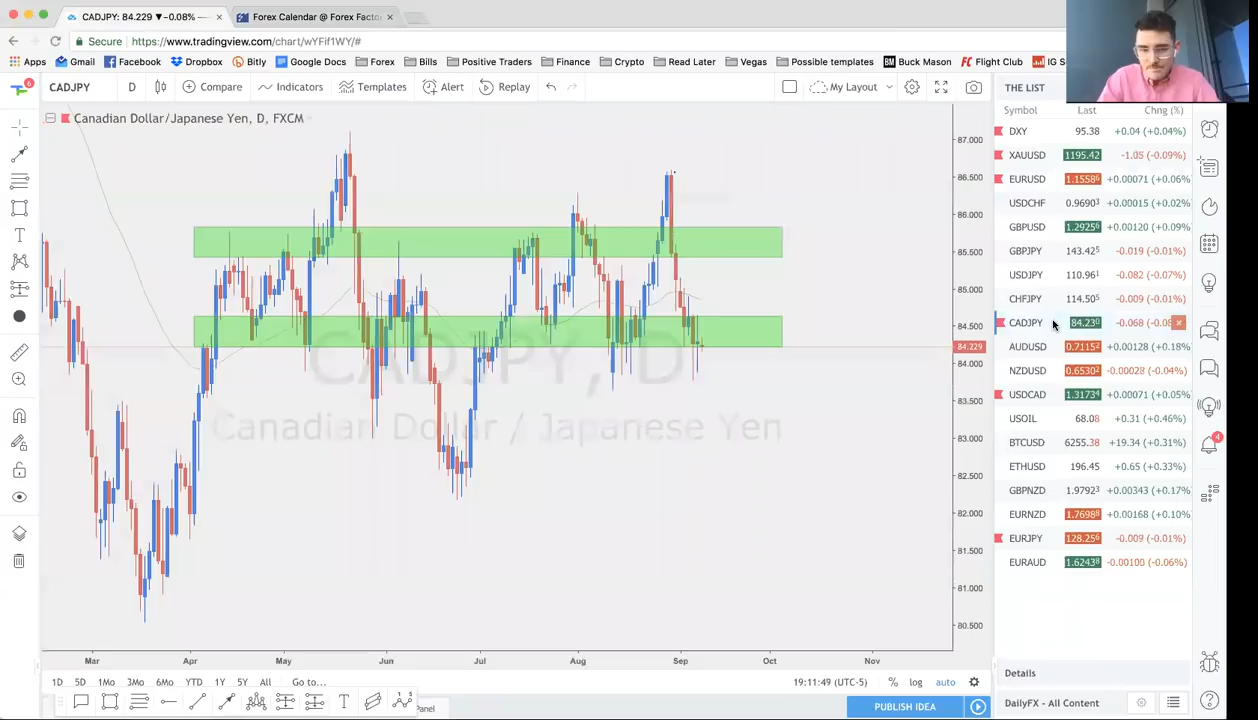 CADJPY: 84.229 ▼−0.08% — ×
Forex Calendar @ Forex Facto ×
Secure | https://www.tradingview.com/chart/wYFif1WY/#
Apps Gmail Facebook Dropbox Bitly Google Docs Forex Bills Positive Traders Finance Crypto Read Later Vegas Possible templates BM Buck Mason FC Flight Club IG S
6
CADJPY D Compare Indicators Templates Alert Replay My Layout
THE LIST
Canadian Dollar/Japanese Yen, D, FXCM
Symbol Last Chng (%)
DXY 95.38 +0.04 (+0.04%)
XAUUSD 1195.42 -1.05 (-0.09%)
EURUSD 1.15586 +0.00071 (+0.06%
USDCHF 0.96903 +0.00015 (+0.02%
GBPUSD 1.29256 +0.00120 (+0.09%
GBPJPY 143.425 -0.019 (-0.01%)
USDJPY 110.961 -0.082 (-0.07%)
CHFJPY 114.505 -0.009 (-0.01%)
CADJPY 84.230 -0.068 (-0.08 ×
AUDUSD 0.71152 +0.00128 (+0.18%
NZDUSD 0.65302 -0.00028 (-0.04%)
USDCAD 1.31734 +0.00071 (+0.05%
USOIL 68.08 +0.31 (+0.46%)
BTCUSD 6255.38 +19.34 (+0.31%)
ETHUSD 196.45 +0.65 (+0.33%)
GBPNZD 1.97923 +0.00343 (+0.17%
EURNZD 1.76988 +0.00168 (+0.10%
EURJPY 128.256 -0.009 (-0.01%)
EURAUD 1.62438 -0.00100 (-0.06%)
4
87.000
86.500
86.000
85.500
85.000
84.500
84.229
84.000
83.500
83.000
82.500
82.000
81.500
81.000
80.500
CADJPY, D
Canadian Dollar / Japanese Yen
Mar Apr May Jun Jul Aug Sep Oct Nov
1D 5D 1Mo 3Mo 6Mo YTD 1Y 5Y All Go to... 19:11:49 (UTC-5) % log auto
Details
T Panel PUBLISH IDEA
DailyFX - All Content